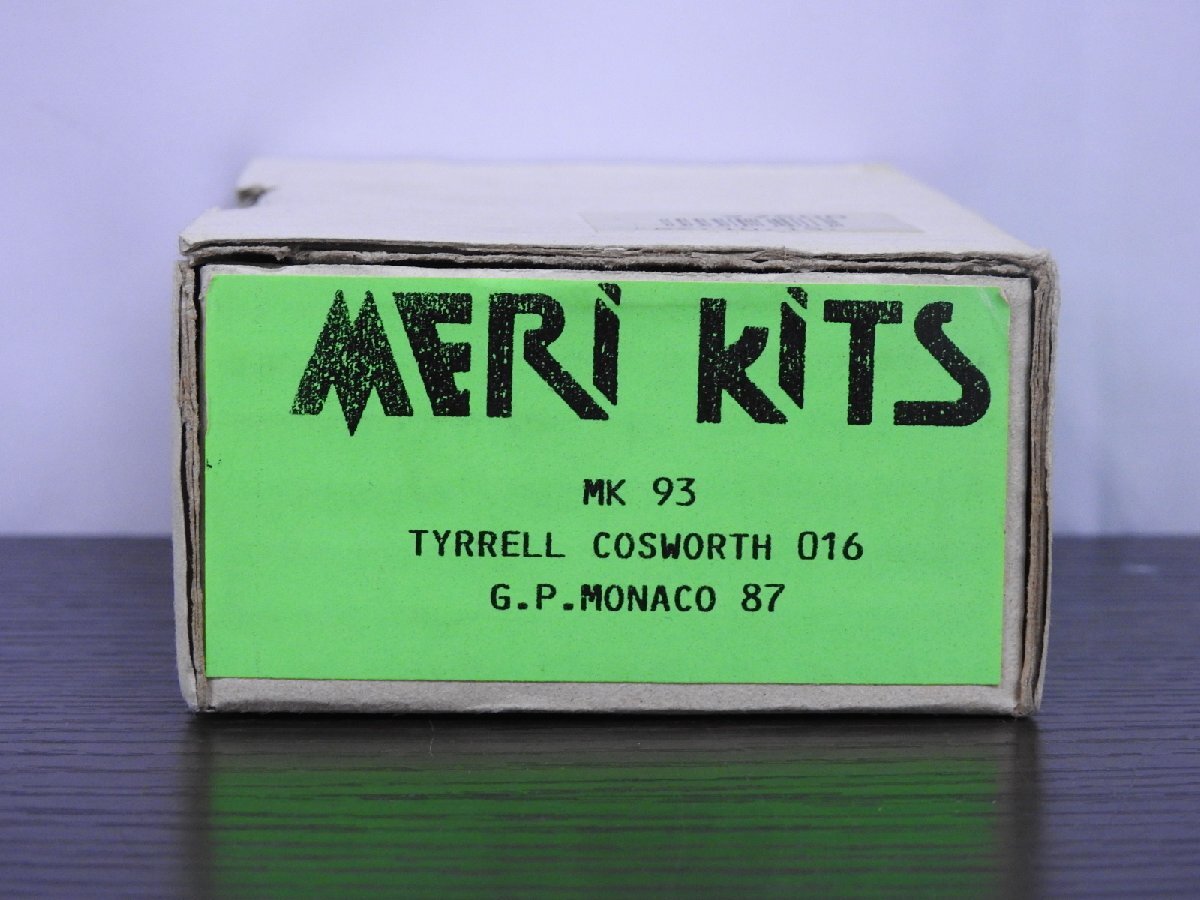 MERi KiTS
MK 93
TYRRELL COSWORTH 016
G.P.MONACO 87